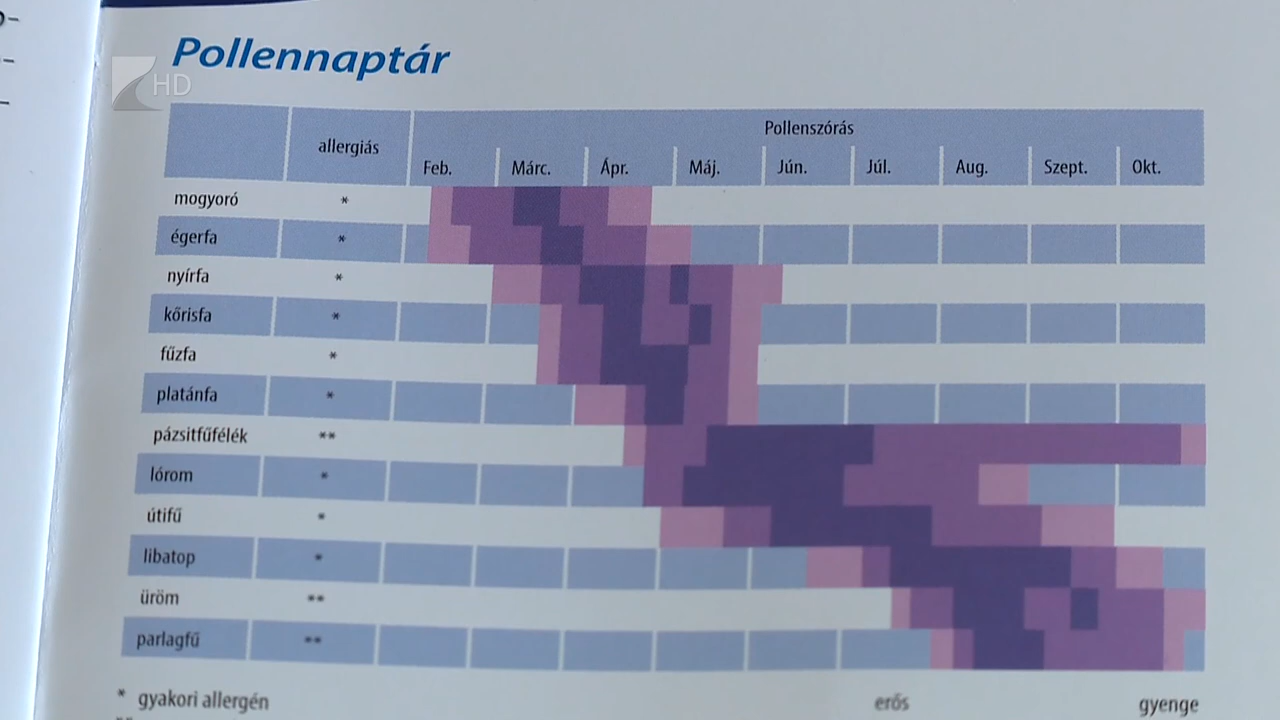 Pollennaptár
HD
allergiás
Pollenszórás
Feb. Márc. Ápr. Máj. Jún. Júl. Aug. Szept. Okt.
mogyoró *
égerfa *
nyírfa *
kőrisfa *
fűzfa *
platánfa *
pázsitfűfélék **
lórom *
útifű *
libatop *
üröm **
parlagfű **
* gyakori allergén
erős gyenge